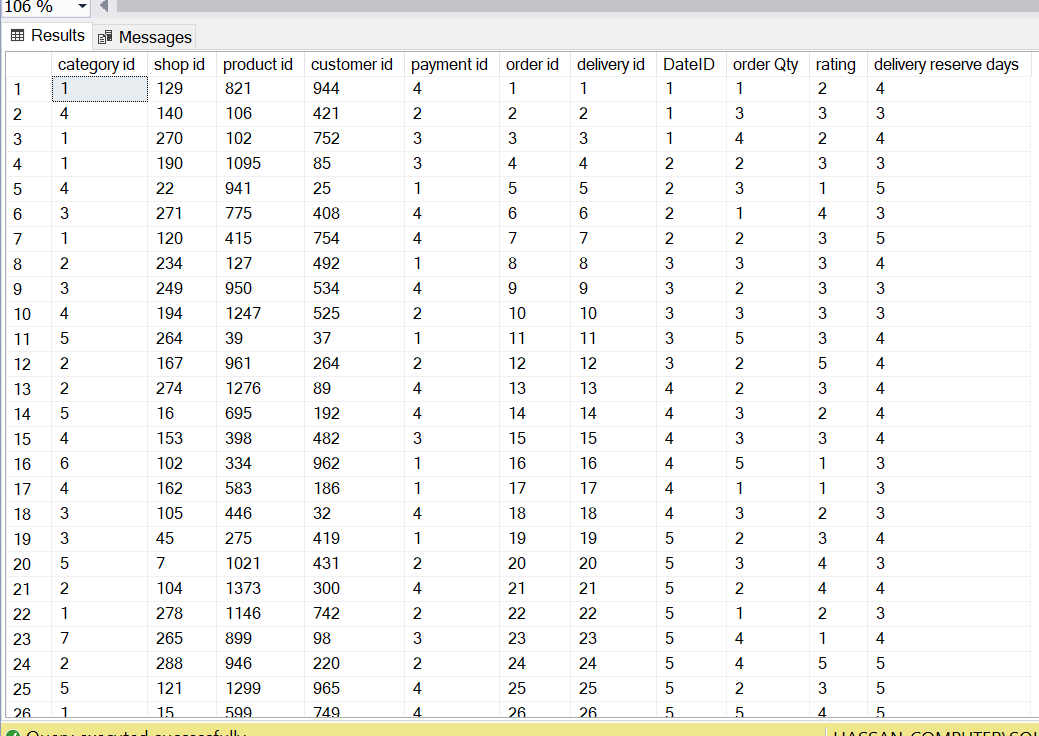 106 %
Results Messages
category id shop id product id customer id payment id order id delivery id DateID order Qty rating delivery reserve days
1 1 129 821 944 4 1 1 1 1 2 4
2 4 140 106 421 2 2 2 1 3 3 3
3 1 270 102 752 3 3 3 1 4 2 4
4 1 190 1095 85 3 4 4 2 2 3 3
5 4 22 941 25 1 5 5 2 3 1 5
6 3 271 775 408 4 6 6 2 1 4 3
7 1 120 415 754 4 7 7 2 2 3 5
8 2 234 127 492 1 8 8 3 3 3 4
9 3 249 950 534 4 9 9 3 2 3 3
10 4 194 1247 525 2 10 10 3 3 3 3
11 5 264 39 37 1 11 11 3 5 3 4
12 2 167 961 264 2 12 12 3 2 5 4
13 2 274 1276 89 4 13 13 4 2 3 4
14 5 16 695 192 4 14 14 4 3 2 4
15 4 153 398 482 3 15 15 4 3 3 4
16 6 102 334 962 1 16 16 4 5 1 3
17 4 162 583 186 1 17 17 4 1 1 3
18 3 105 446 32 4 18 18 4 3 2 3
19 3 45 275 419 1 19 19 5 2 3 4
20 5 7 1021 431 2 20 20 5 3 4 3
21 2 104 1373 300 4 21 21 5 2 4 4
22 1 278 1146 742 2 22 22 5 1 2 3
23 7 265 899 98 3 23 23 5 4 1 4
24 2 288 946 220 2 24 24 5 4 5 5
25 5 121 1299 965 4 25 25 5 2 3 5
26 1 15 599 749 4 26 26 5 5 4 5
Query executed successfully HASSAN-COMPUTER\SQL